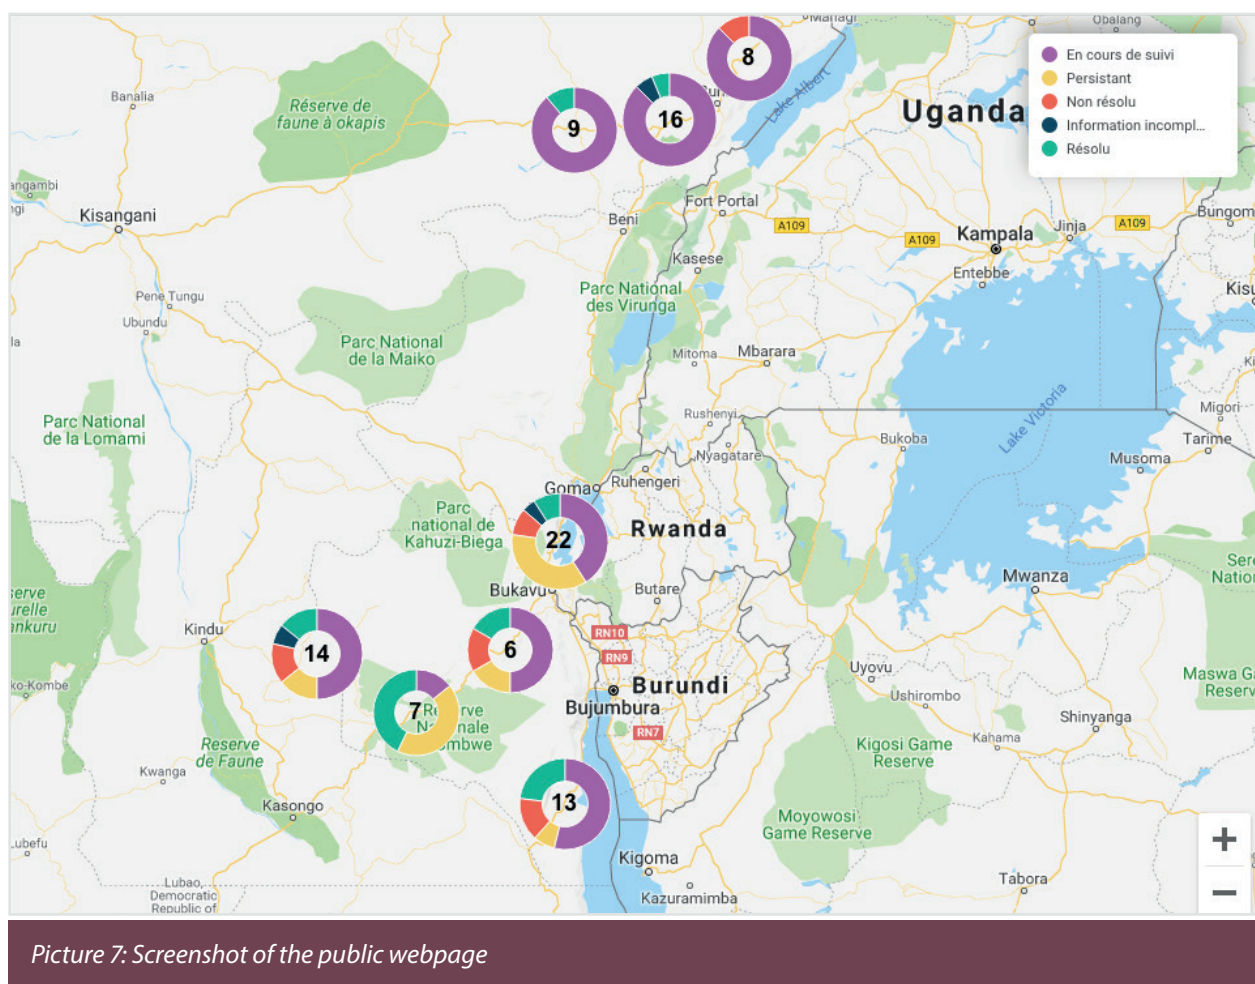 Mahagi
Obalang
8
En cours de suivi
Persistant
Non résolu
Information incompl...
Résolu
Banalia
Réserve de
faune à okapis
Lake Albert
Uganda
9
16
angambi
Kisangani
Fort Portal
Beni
A109
A109
A109
Kampala
Jinja
Entebbe
Kasese
Parc National
des Virunga
Pene Tungu
Ubundu
Parc National
de la Maiko
Mitoma
Mbarara
Rushenyi
Lake Victoria
Migori
Parc National
de la Lomami
Bukoba
Tarime
Nyagatare
Musoma
Goma
Ruhengeri
Parc
national de
Kahuzi-Biega
22
Rwanda
Bukavu
Butare
Mwanza
Kindu
RN10
RN9
14
6
Uyovu
Burundi
Maswa Ga
Reserv
ko-Kombe
Ushirombo
7
Bujumbura
RN7
Shinyanga
Reserve
de Faune
Kigosi Game
Reserve
Kahama
Kwanga
Kasongo
13
Moyowosi
Game Reserve
+
Lubefu
Kigoma
Tabora
Lubao,
Democratic
Republic of
Kazuramimba
−
Picture 7: Screenshot of the public webpage